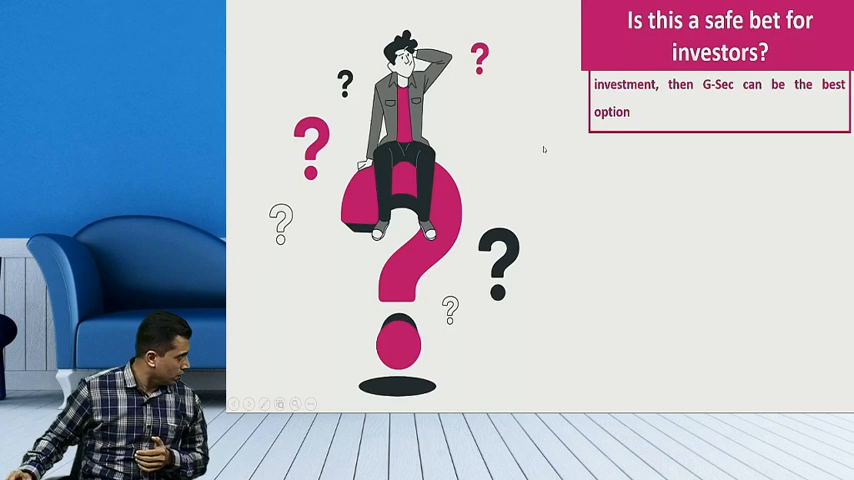 Is this a safe bet for
investors?
investment, then G-Sec can be the best
option